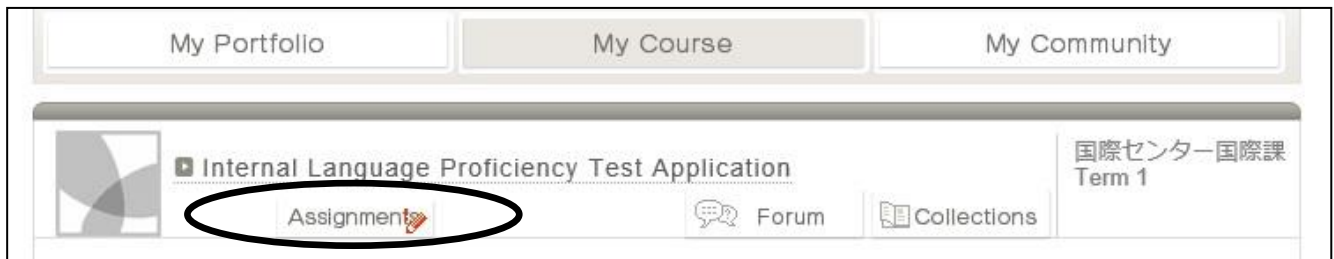 My Portfolio My Course My Community
Internal Language Proficiency Test Application
国際センター国際課
Term 1
Assignments Forum Collections